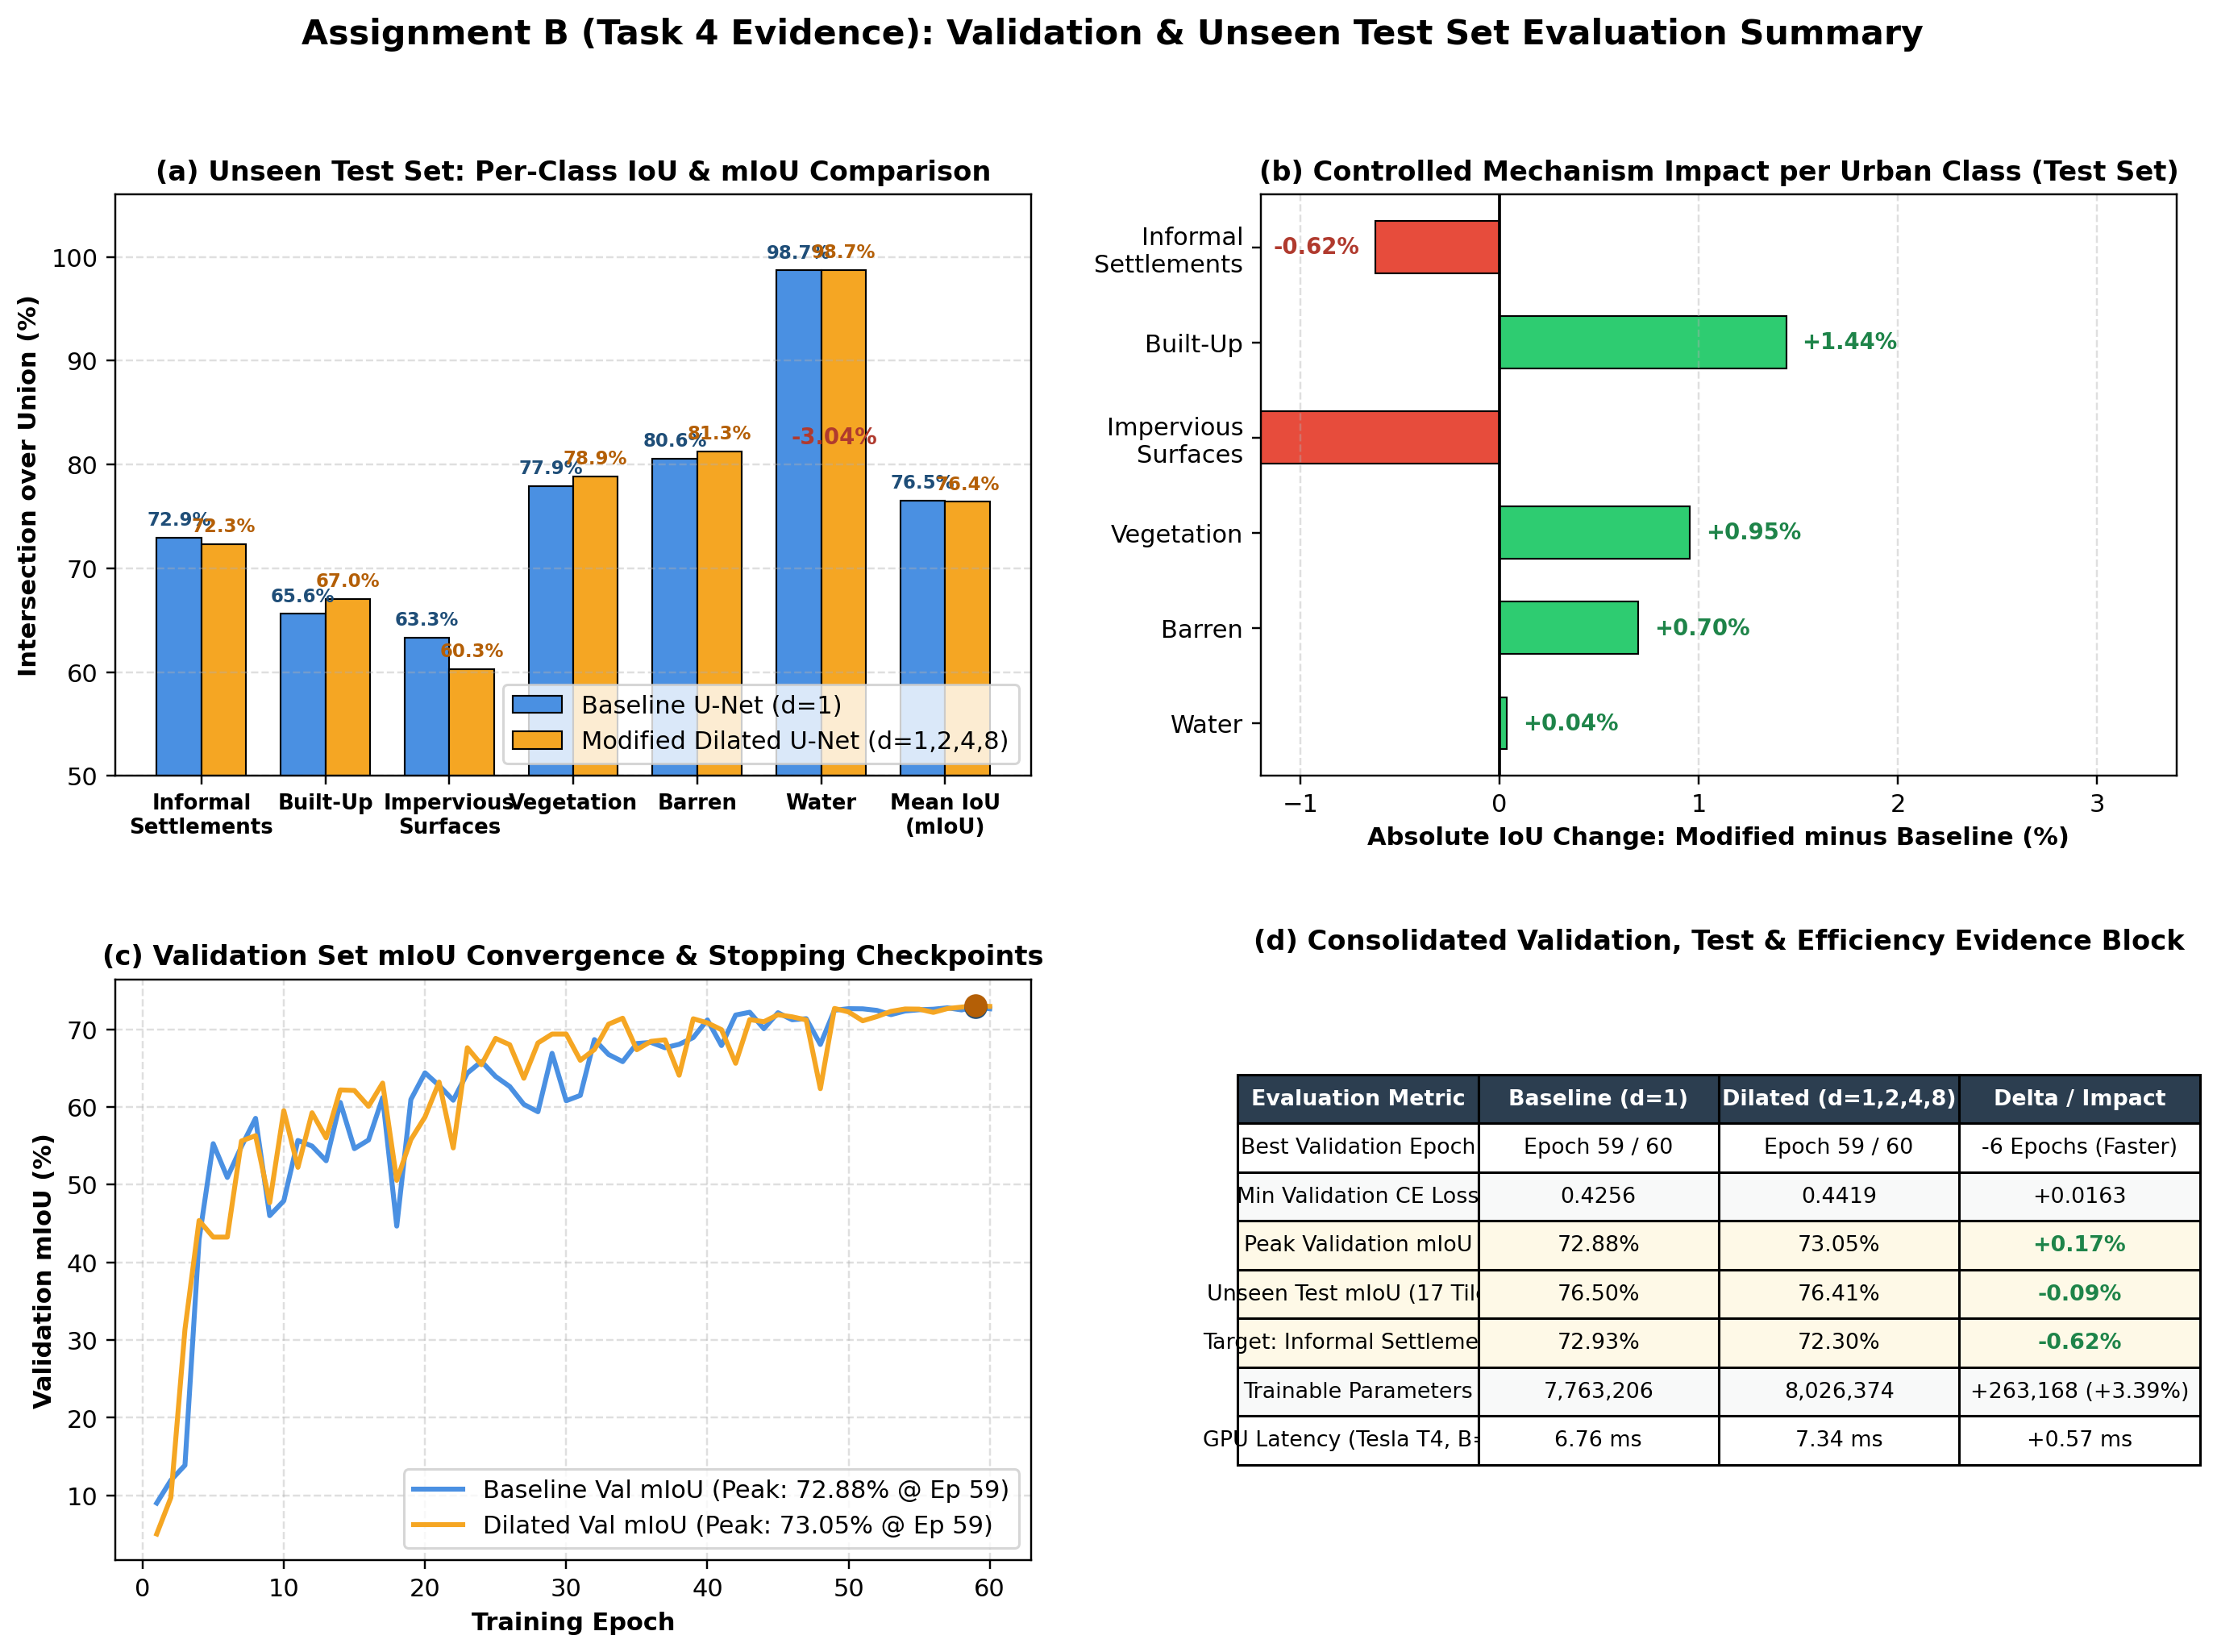 Assignment B (Task 4 Evidence): Validation & Unseen Test Set Evaluation Summary
(a) Unseen Test Set: Per-Class IoU & mIoU Comparison
Intersection over Union (%)
100
90
80
70
60
50
72.9%
72.3%
65.6%
67.0%
63.3%
60.3%
77.9%
78.9%
80.6%
81.3%
98.7%
98.7%
76.5%
76.4%
Baseline U-Net (d=1)
Modified Dilated U-Net (d=1,2,4,8)
Informal
Settlements
Built-Up
Impervious
Surfaces
Vegetation
Barren
Water
Mean IoU
(mIoU)
(b) Controlled Mechanism Impact per Urban Class (Test Set)
Informal
Settlements
-0.62%
Built-Up
+1.44%
Impervious
Surfaces
-3.04%
Vegetation
+0.95%
Barren
+0.70%
Water
+0.04%
−1 0 1 2 3
Absolute IoU Change: Modified minus Baseline (%)
(c) Validation Set mIoU Convergence & Stopping Checkpoints
Validation mIoU (%)
70
60
50
40
30
20
10
Baseline Val mIoU (Peak: 72.88% @ Ep 59)
Dilated Val mIoU (Peak: 73.05% @ Ep 59)
0 10 20 30 40 50 60
Training Epoch
(d) Consolidated Validation, Test & Efficiency Evidence Block
Evaluation Metric Baseline (d=1) Dilated (d=1,2,4,8) Delta / Impact
Best Validation Epoch Epoch 59 / 60 Epoch 59 / 60 -6 Epochs (Faster)
Min Validation CE Loss 0.4256 0.4419 +0.0163
Peak Validation mIoU 72.88% 73.05% +0.17%
Unseen Test mIoU (17 Til 76.50% 76.41% -0.09%
Target: Informal Settleme 72.93% 72.30% -0.62%
Trainable Parameters 7,763,206 8,026,374 +263,168 (+3.39%)
GPU Latency (Tesla T4, B= 6.76 ms 7.34 ms +0.57 ms